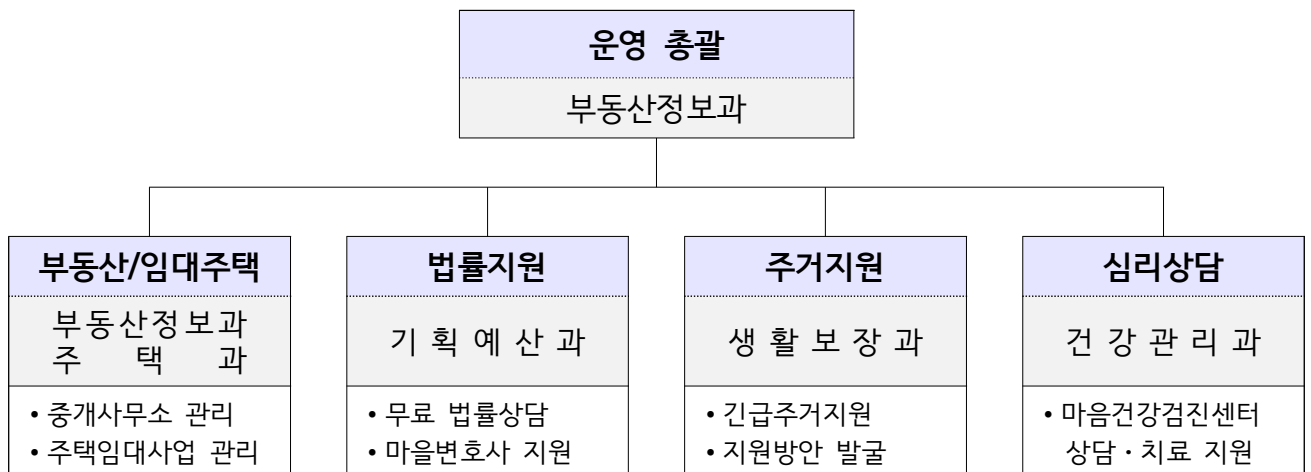 운영 총괄
부동산정보과
부동산/임대주택
부동산정보과
주 택 과
• 중개사무소 관리
• 주택임대사업 관리
법률지원
기 획 예 산 과
• 무료 법률상담
• 마을변호사 지원
주거지원
생 활 보 장 과
• 긴급주거지원
• 지원방안 발굴
심리상담
건 강 관 리 과
• 마음건강검진센터
상담·치료 지원